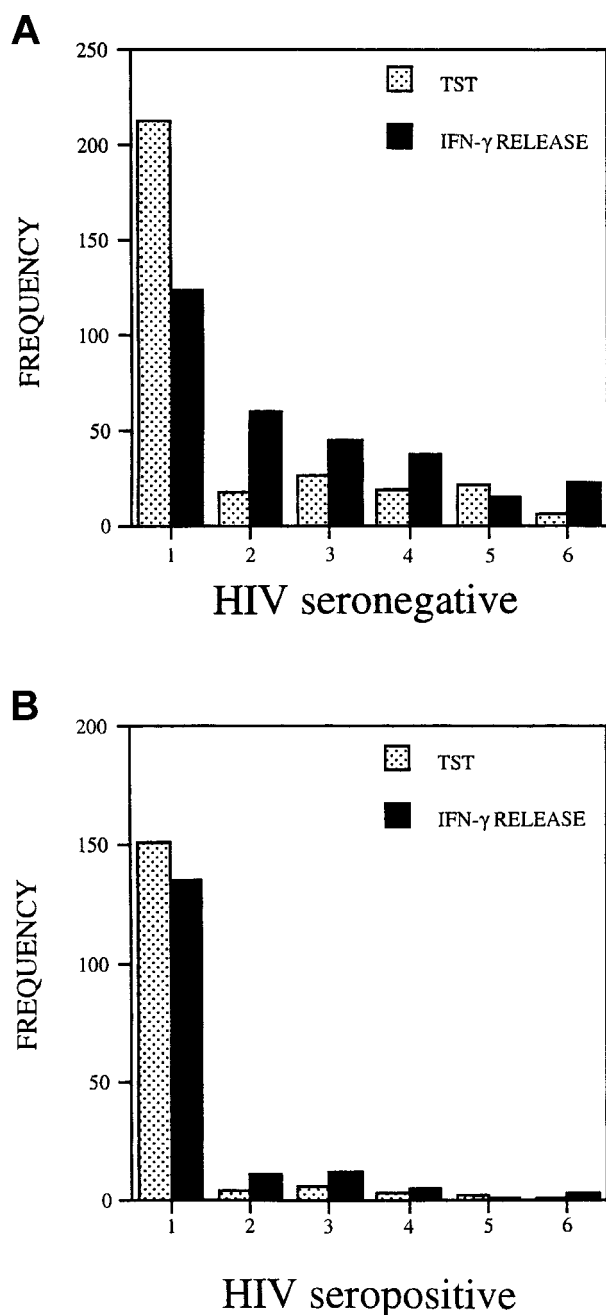 A
250
200
150
100
50
0
FREQUENCY
TST
IFN-γ RELEASE
1 2 3 4 5 6
HIV seronegative
B
200
150
100
50
0
FREQUENCY
TST
IFN-γ RELEASE
1 2 3 4 5 6
HIV seropositive